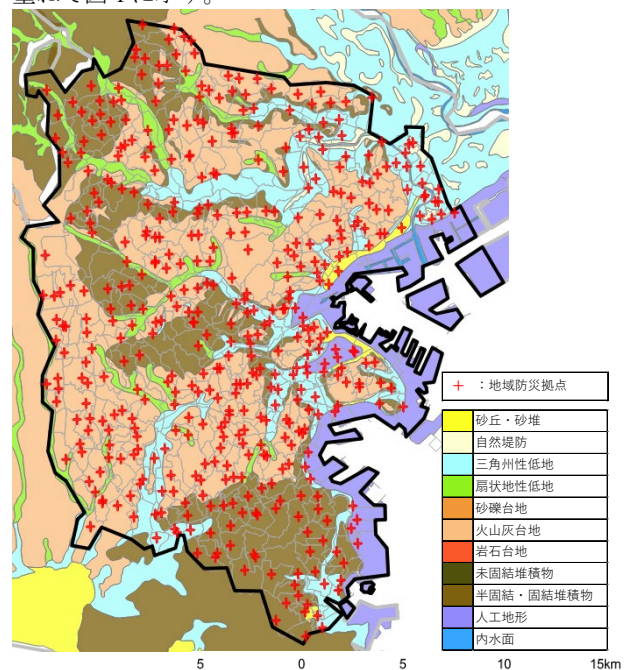 ＋ ：地域防災拠点
砂丘・砂堆
自然堤防
三角州性低地
扇状地性低地
砂礫台地
火山灰台地
岩石台地
未固結堆積物
半固結・固結堆積物
人工地形
内水面
5 0 5 10 15km